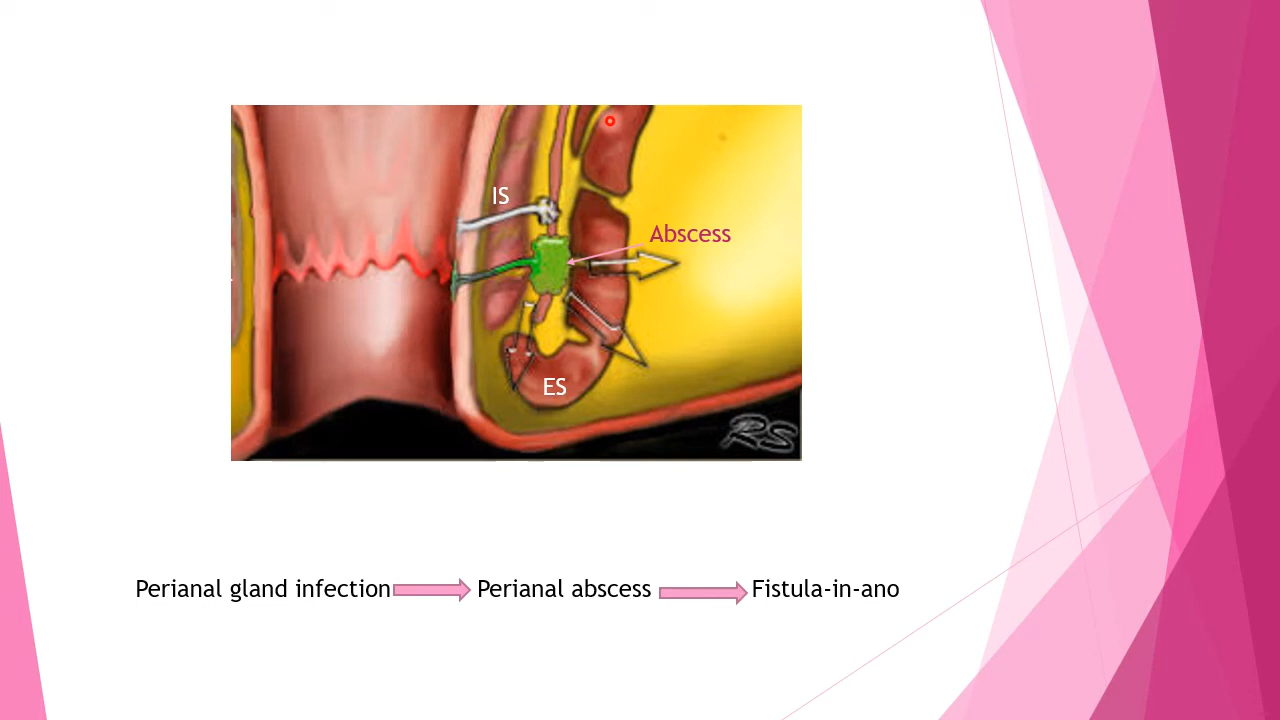 IS
Abscess
ES
RS
Perianal gland infection Perianal abscess Fistula-in-ano